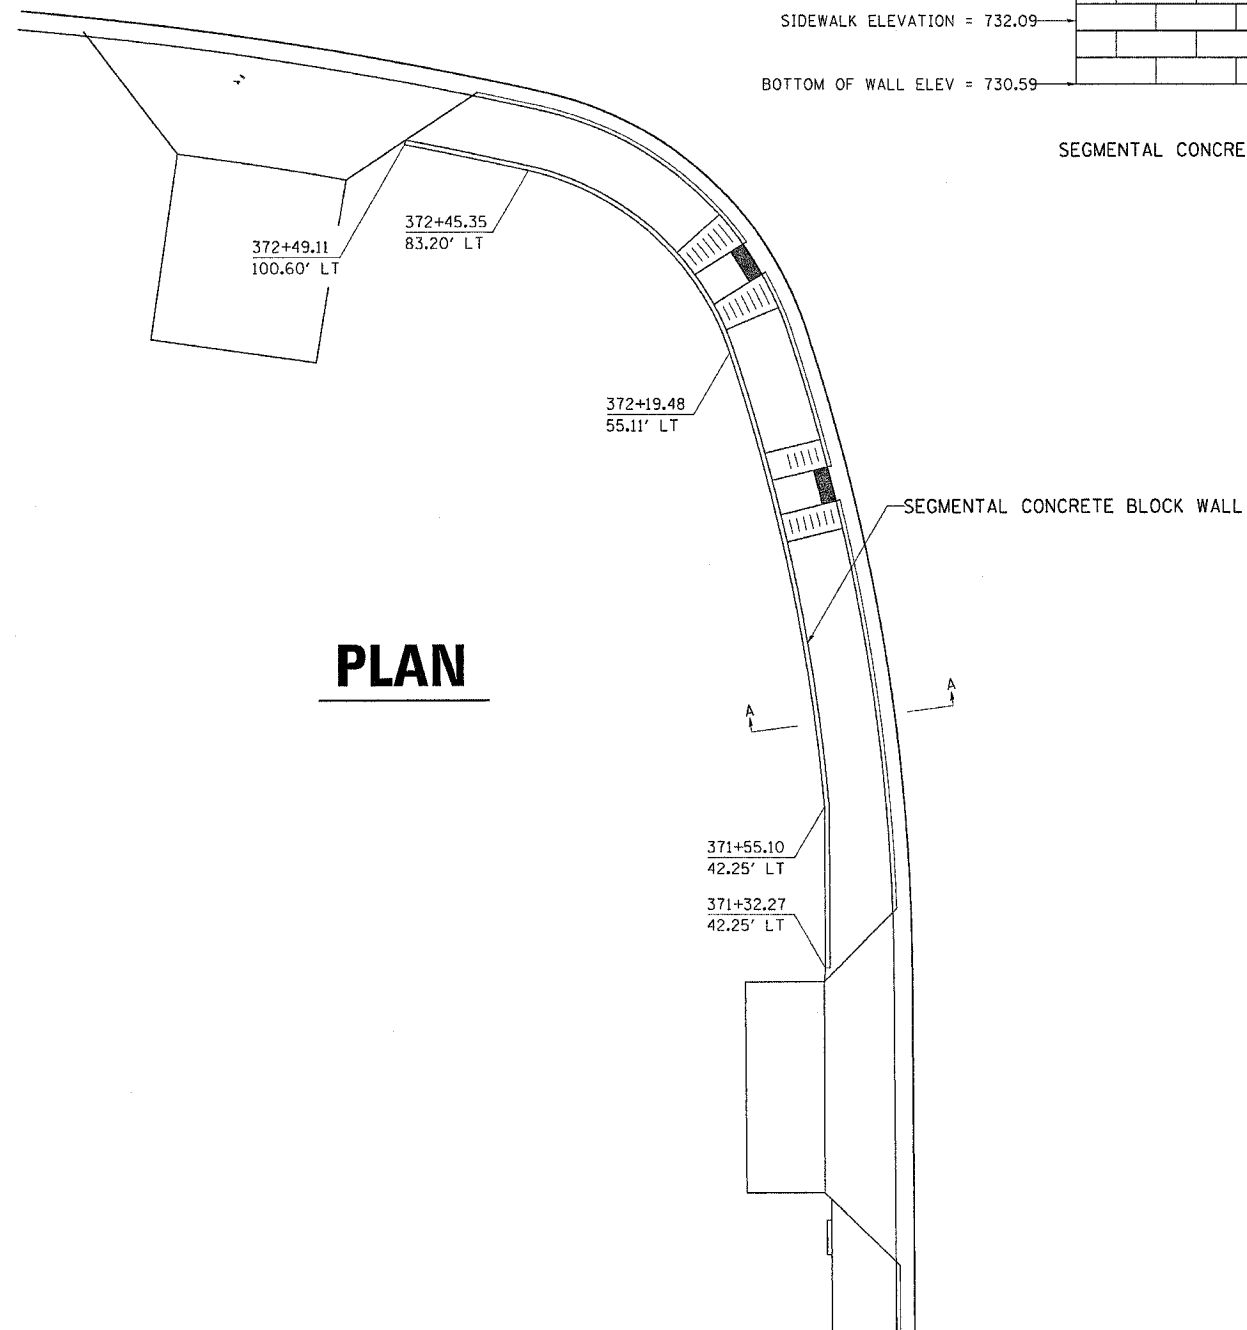 SIDEWALK ELEVATION = 732.09
BOTTOM OF WALL ELEV = 730.59
SEGMENTAL CONCRE
372+45.35
83.20' LT
372+49.11
100.60' LT
372+19.48
55.11' LT
SEGMENTAL CONCRETE BLOCK WALL
PLAN
A
A
371+55.10
42.25' LT
371+32.27
42.25' LT